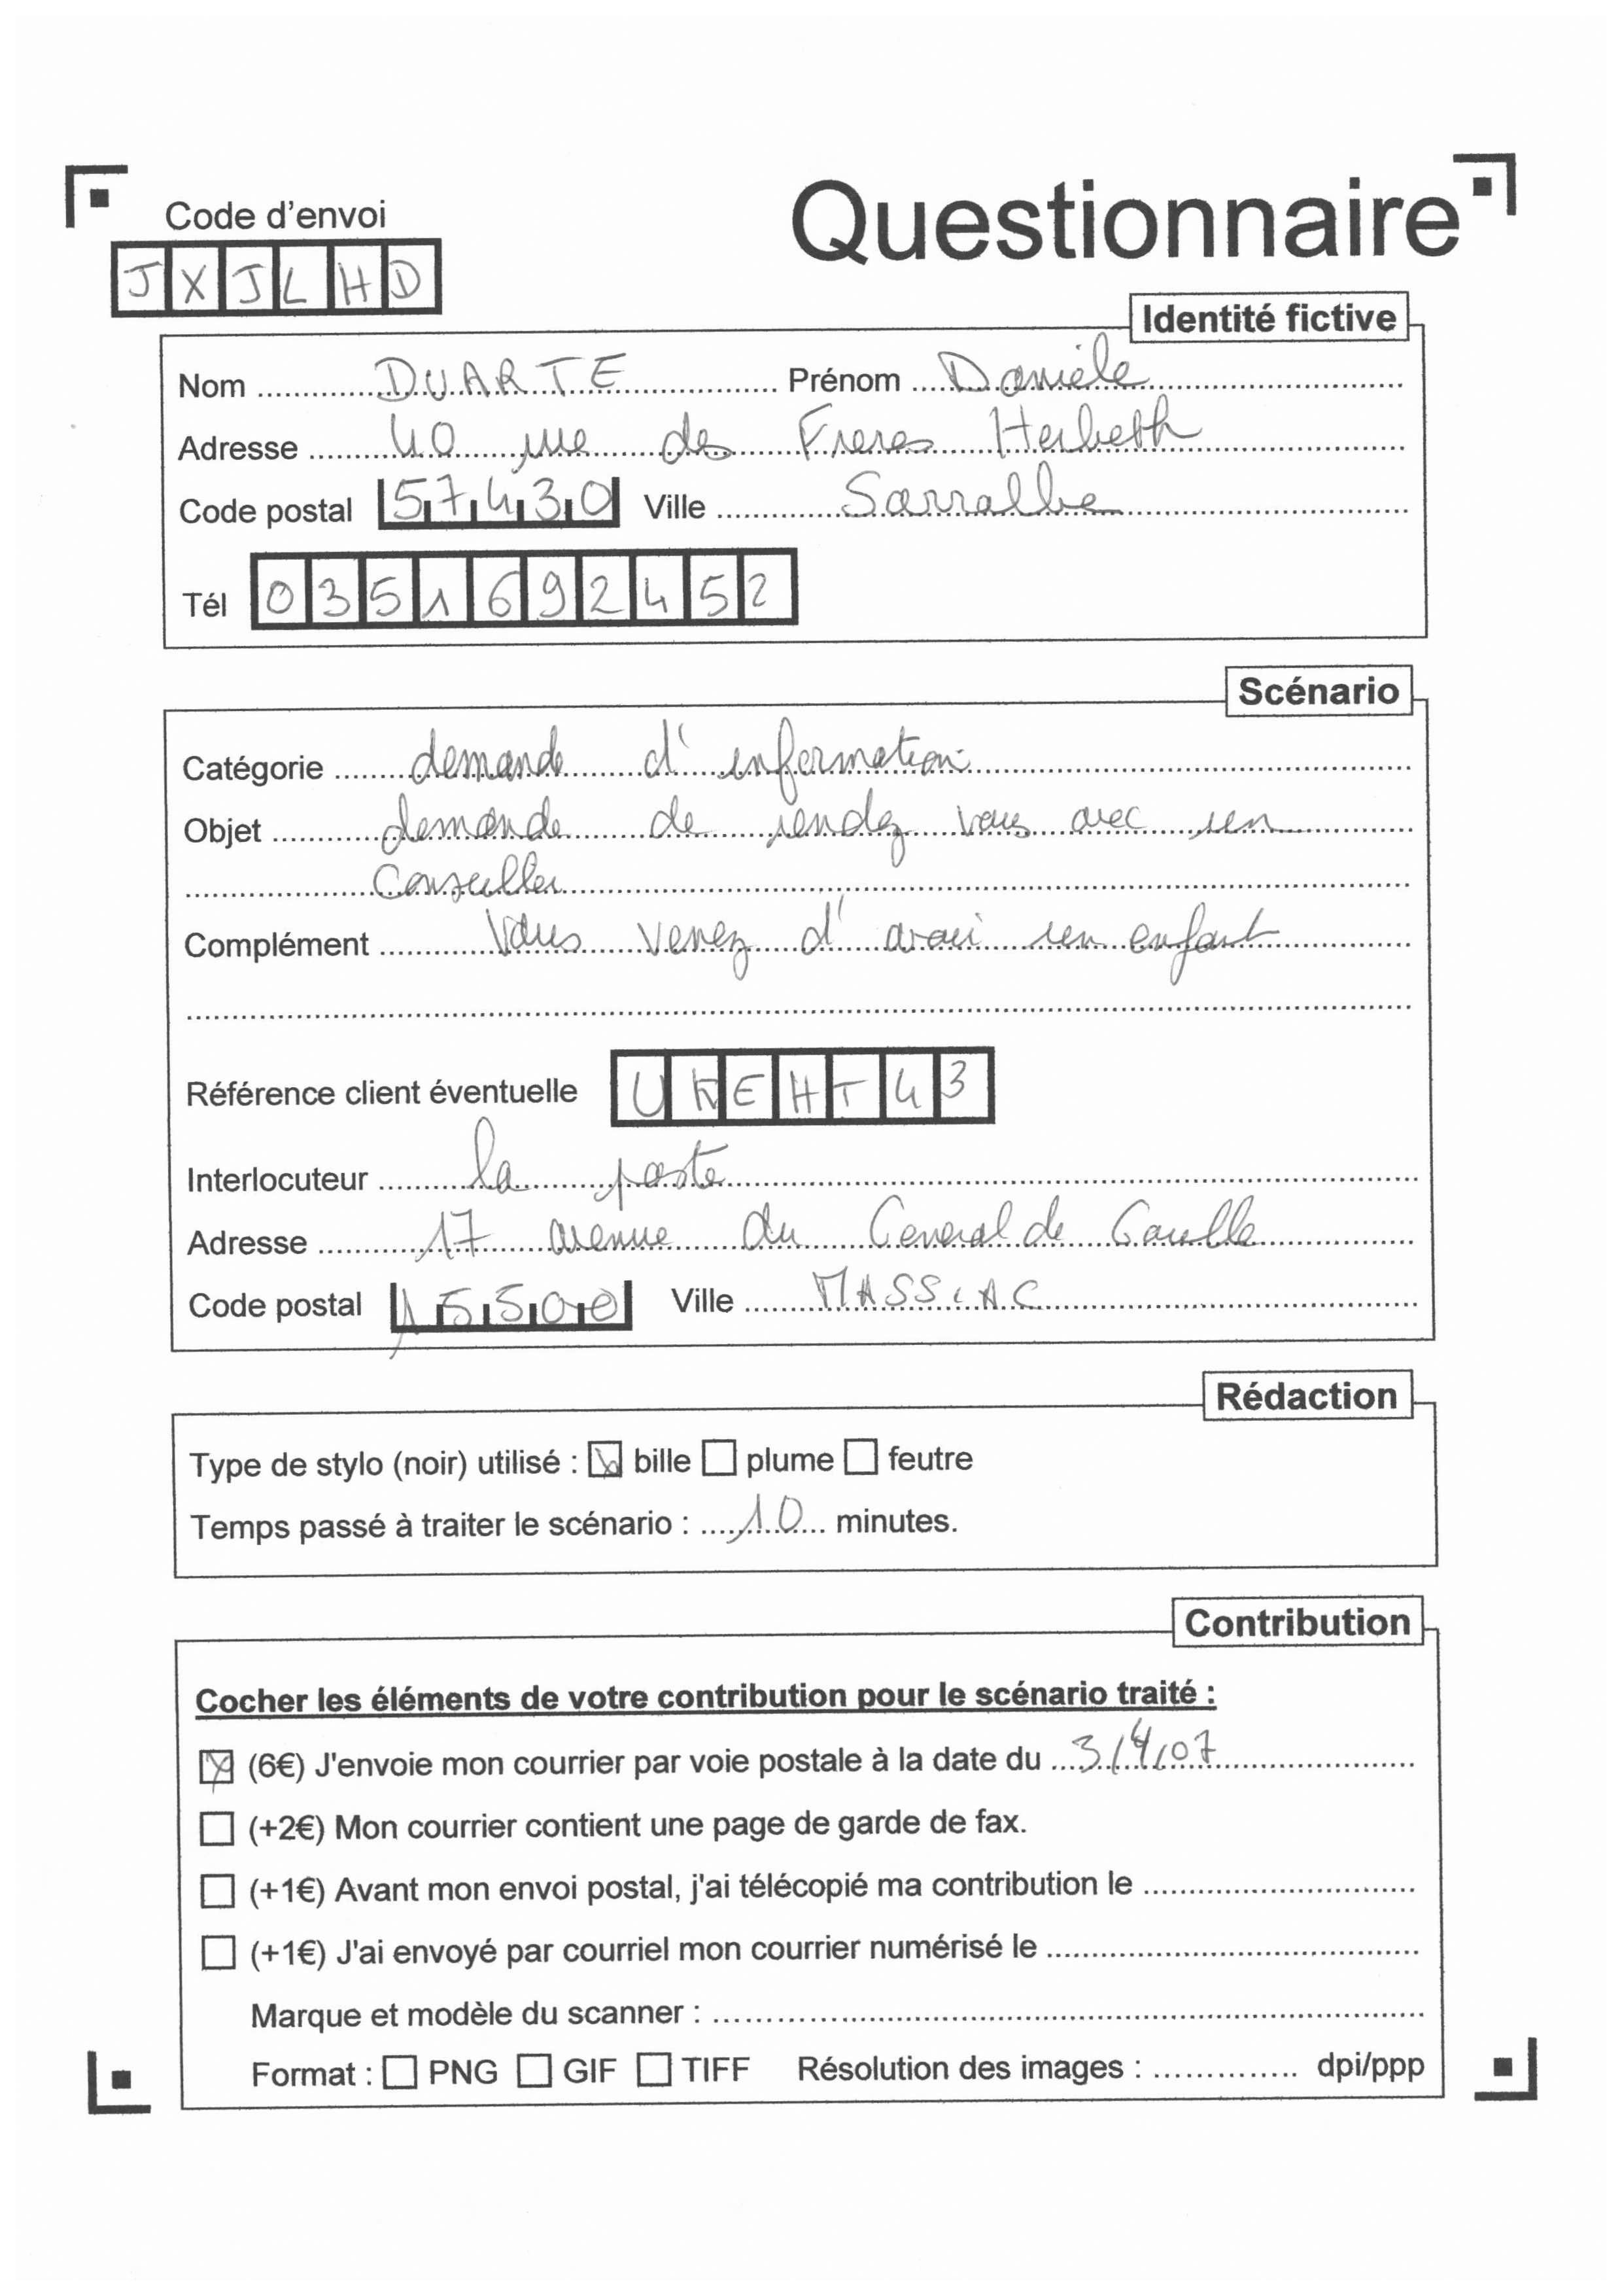 Code d'envoi
Questionnaire
JXJLHD
Identité fictive
Nom DUARTE Prénom Daniele
Adresse 40 rue des Freres Herbeth
Code postal 57430 Ville Sarralbe
Tél 0351692452
Scénario
Catégorie demande d'information
Objet demande de rendez vous avec un
Conseiller
Complément Vous venez d'avoir un enfant
Référence client éventuelle U EHT43
Interlocuteur la poste
Adresse 17 avenue du General de Gaulle
Code postal 15500 Ville MASSIAC
Rédaction
Type de stylo (noir) utilisé : bille plume feutre
Temps passé à traiter le scénario : 10 minutes.
Contribution
Cocher les éléments de votre contribution pour le scénario traité :
(6€) J'envoie mon courrier par voie postale à la date du 3/4/07
(+2€) Mon courrier contient une page de garde de fax.
(+1€) Avant mon envoi postal, j'ai télécopié ma contribution le
(+1€) J'ai envoyé par courriel mon courrier numérisé le
Marque et modèle du scanner :
Format : PNG GIF TIFF Résolution des images : dpi/ppp